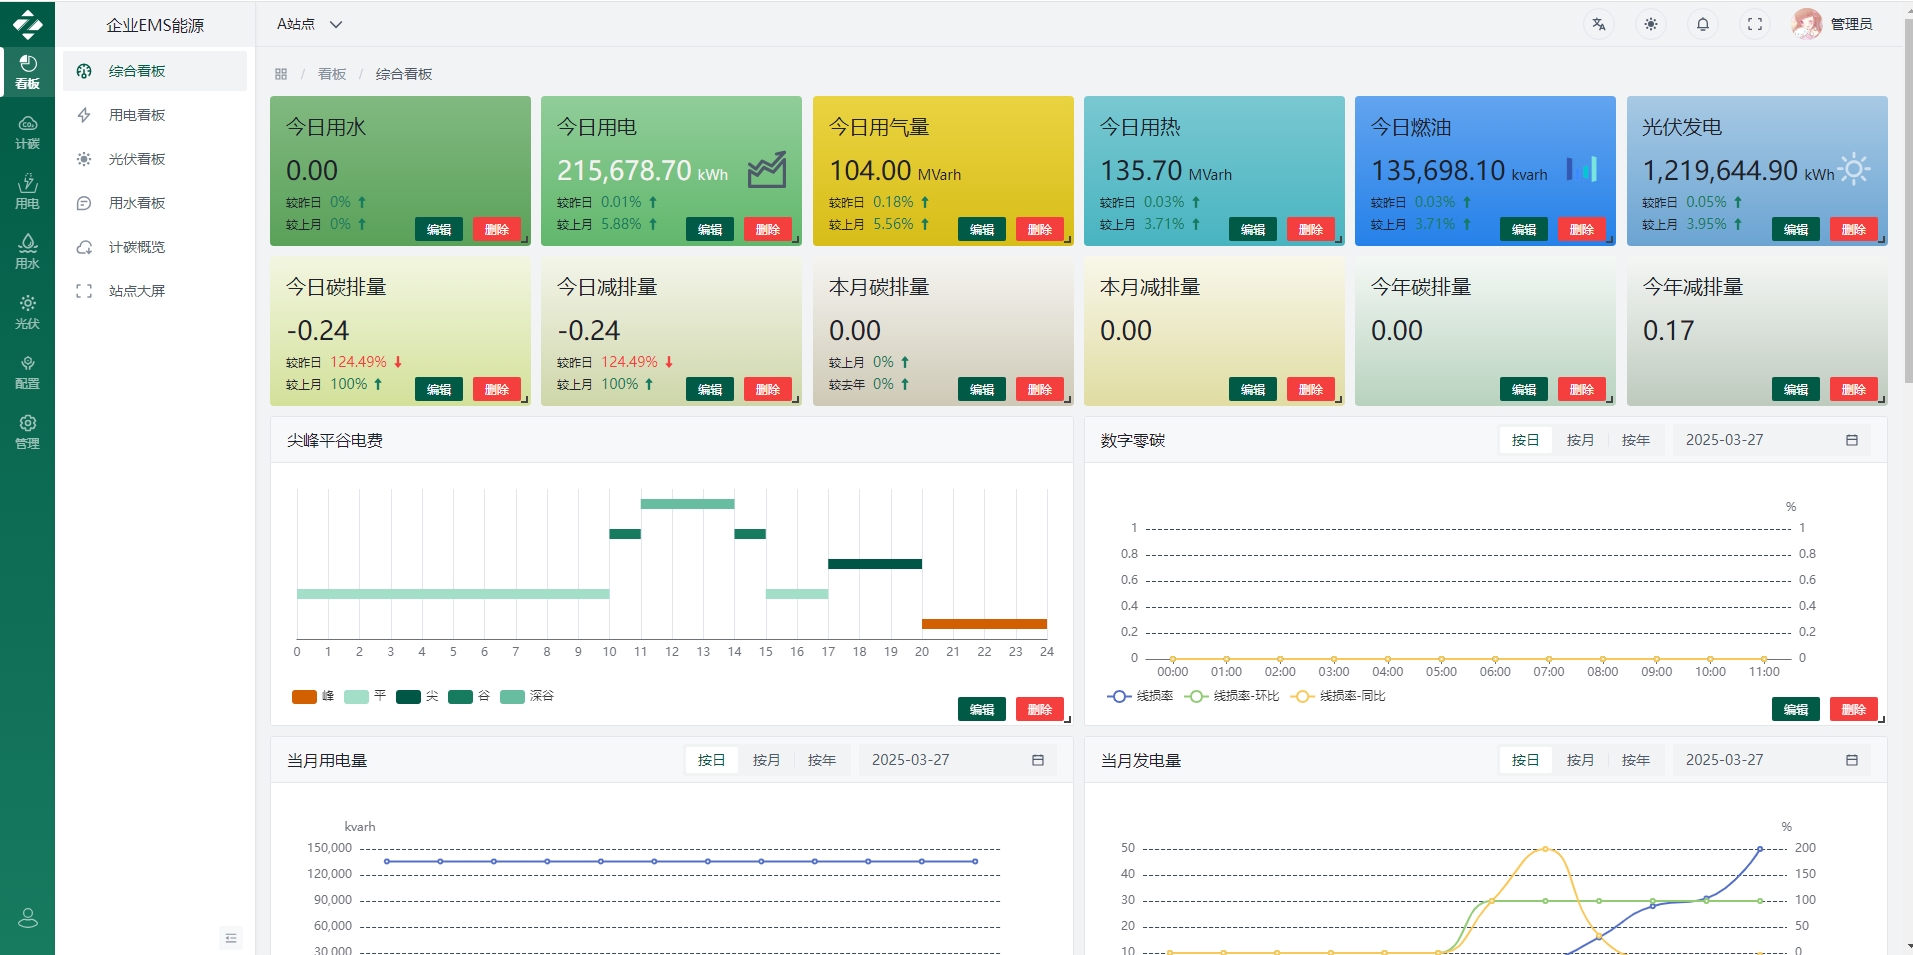 企业EMS能源
A站点
管理员
看板
计碳
用电
用水
光伏
配置
管理
综合看板
用电看板
光伏看板
用水看板
计碳概览
站点大屏
/ 看板 / 综合看板
今日用水
0.00
较昨日 0%
较上月 0%
编辑 删除
今日用电
215,678.70 kWh
较昨日 0.01%
较上月 5.88%
编辑 删除
今日用气量
104.00 MVarh
较昨日 0.18%
较上月 5.56%
编辑 删除
今日用热
135.70 MVarh
较昨日 0.03%
较上月 3.71%
编辑 删除
今日燃油
135,698.10 kvarh
较昨日 0.03%
较上月 3.71%
编辑 删除
光伏发电
1,219,644.90 kWh
较昨日 0.05%
较上月 3.95%
编辑 删除
今日碳排量
-0.24
较昨日 124.49%
较上月 100%
编辑 删除
今日减排量
-0.24
较昨日 124.49%
较上月 100%
编辑 删除
本月碳排量
0.00
较上月 0%
较去年 0%
编辑 删除
本月减排量
0.00
编辑 删除
今年碳排量
0.00
编辑 删除
今年减排量
0.17
编辑 删除
尖峰平谷电费
0 1 2 3 4 5 6 7 8 9 10 11 12 13 14 15 16 17 18 19 20 21 22 23 24
峰 平 尖 谷 深谷
编辑 删除
数字零碳
按日 按月 按年 2025-03-27
%
1 1
0.8 0.8
0.6 0.6
0.4 0.4
0.2 0.2
0 0
00:00 01:00 02:00 03:00 04:00 05:00 06:00 07:00 08:00 09:00 10:00 11:00
线损率 线损率-环比 线损率-同比
编辑 删除
当月用电量
按日 按月 按年 2025-03-27
kvarh
150,000
120,000
90,000
60,000
30,000
当月发电量
按日 按月 按年 2025-03-27
%
50 200
40 150
30 100
20 50
10 0